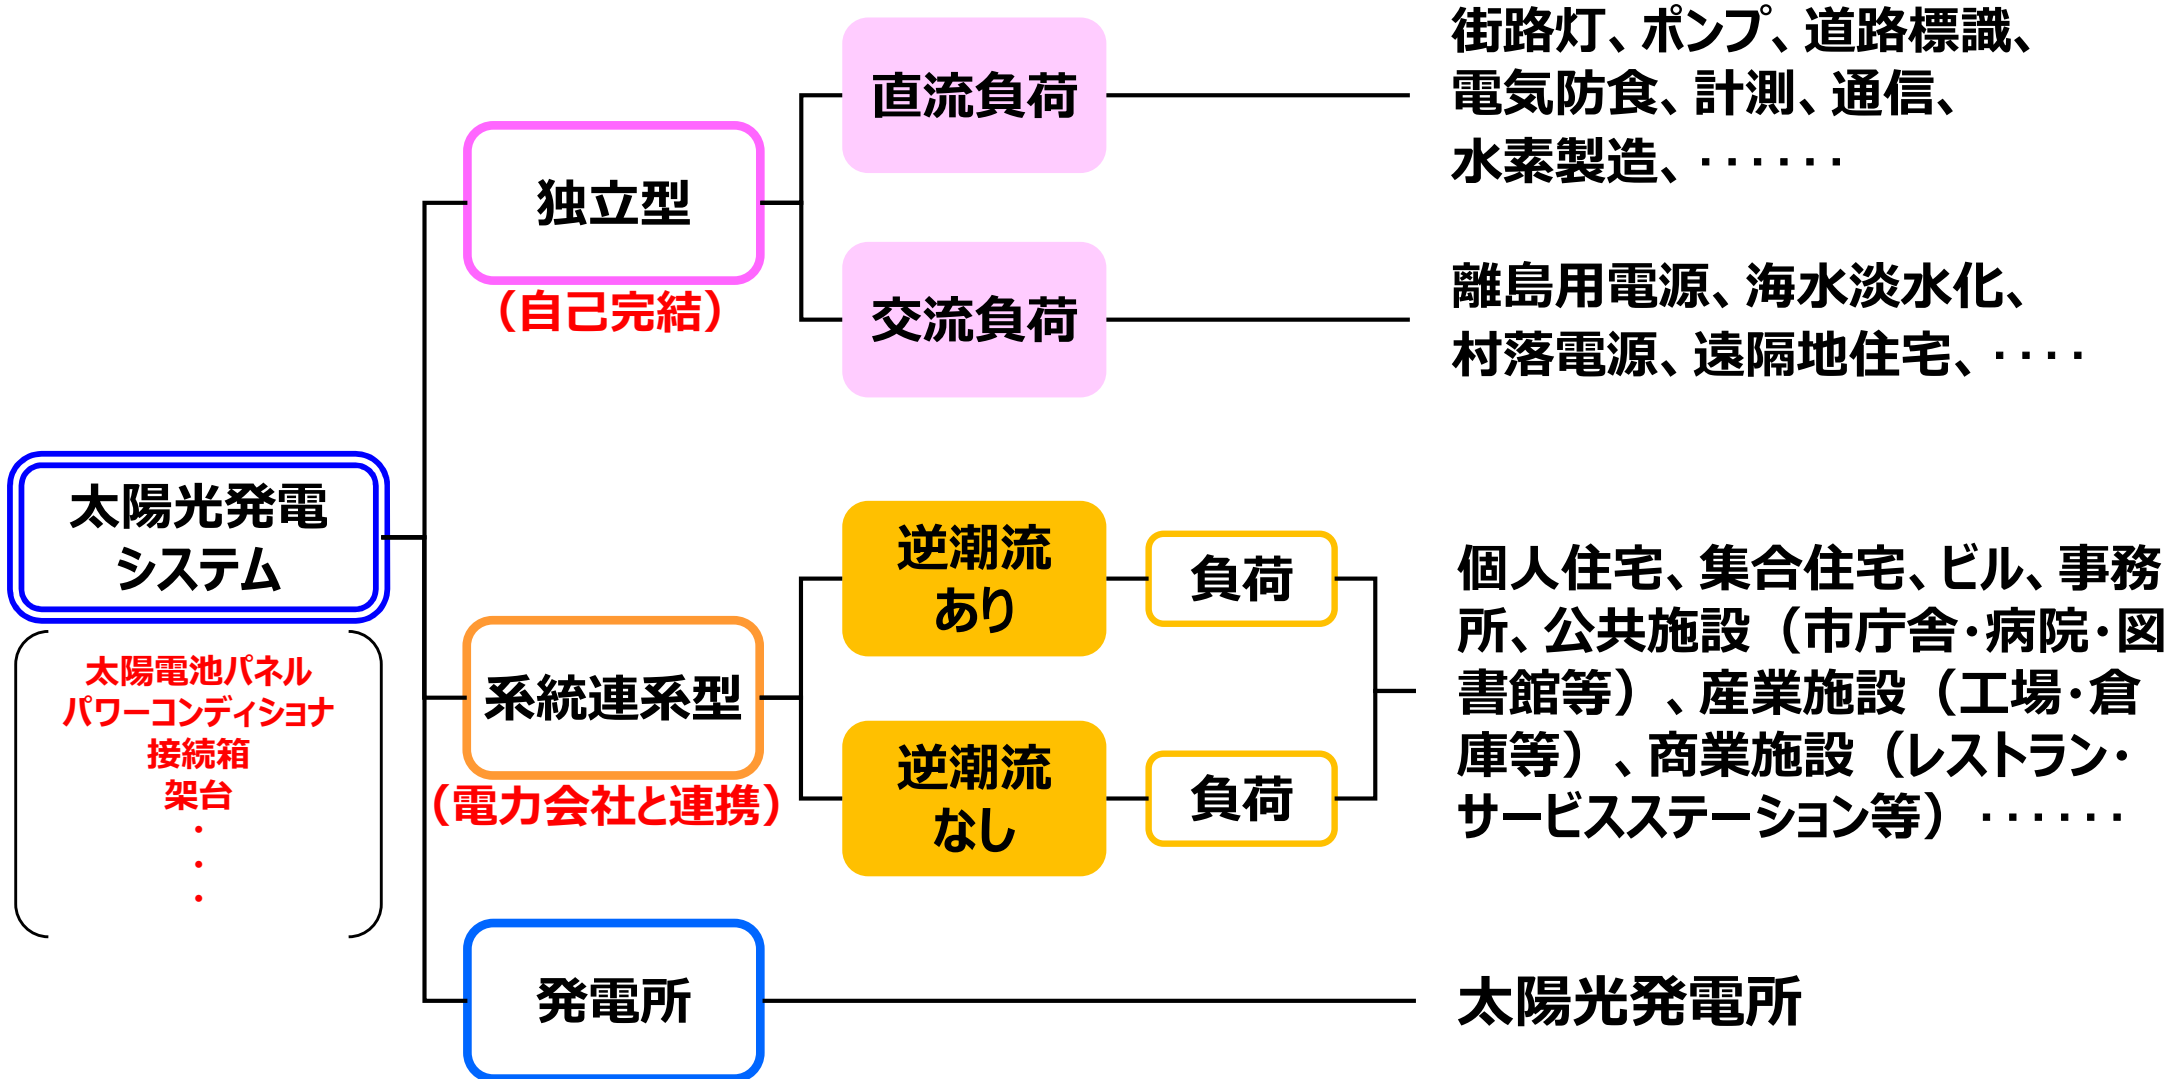 太陽光発電
システム
太陽電池パネル
パワーコンディショナ
接続箱
架台
・
・
・
独立型
（自己完結）
直流負荷
街路灯、ポンプ、道路標識、
電気防食、計測、通信、
水素製造、‥‥‥
交流負荷
離島用電源、海水淡水化、
村落電源、遠隔地住宅、‥‥
系統連系型
（電力会社と連携）
逆潮流
あり
負荷
逆潮流
なし
負荷
個人住宅、集合住宅、ビル、事務
所、公共施設（市庁舎・病院・図
書館等）、産業施設（工場・倉
庫等）、商業施設（レストラン・
サービスステーション等）‥‥‥
発電所
太陽光発電所